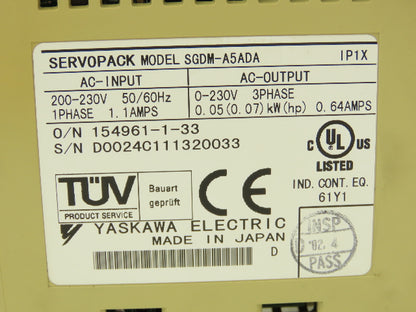 SERVOPACK MODEL SGDM-A5ADA IP1X
AC-INPUT AC-OUTPUT
200-230V 50/60Hz 0-230V 3PHASE
1PHASE 1.1AMPS 0.05(0.07)kW(hp) 0.64AMPS
O/N 154961-1-33
S/N D0024C111320033
C UL US
LISTED
IND. CONT. EQ.
61Y1
TÜV
PRODUCT SERVICE
Bauart
geprüft
CE
YASKAWA ELECTRIC
MADE IN JAPAN
D
INSP
'02. 4
PASS